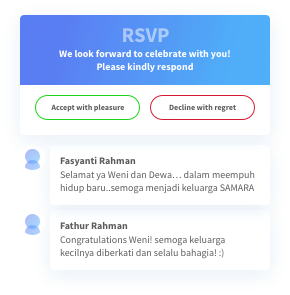 RSVP
We look forward to celebrate with you!
Please kindly respond
Accept with pleasure
Decline with regret
Fasyanti Rahman
Selamat ya Weni dan Dewa… dalam meempuh
hidup baru..semoga menjadi keluarga SAMARA
Fathur Rahman
Congratulations Weni! semoga keluarga
kecilnya diberkati dan selalu bahagia! :)